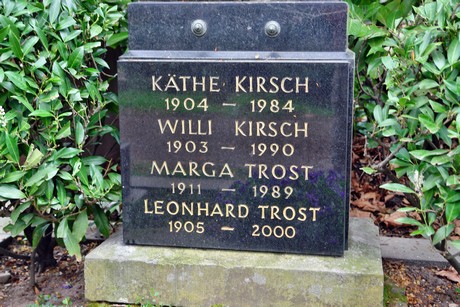 KÄTHE KIRSCH
1904 – 1984
WILLI KIRSCH
1903 – 1990
MARGA TROST
1911 – 1989
LEONHARD TROST
1905 – 2000